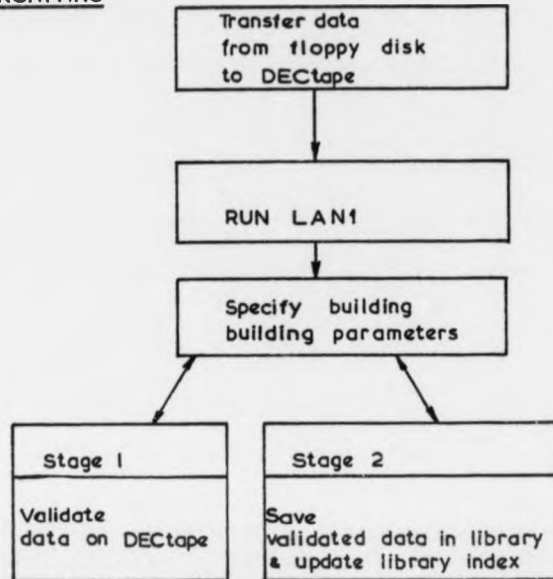 Transfer data
from floppy disk
to DECtape
RUN LAN1
Specify building
building parameters
Stage 1
Validate
data on DECtape
Stage 2
Save
validated data in library
& update library index